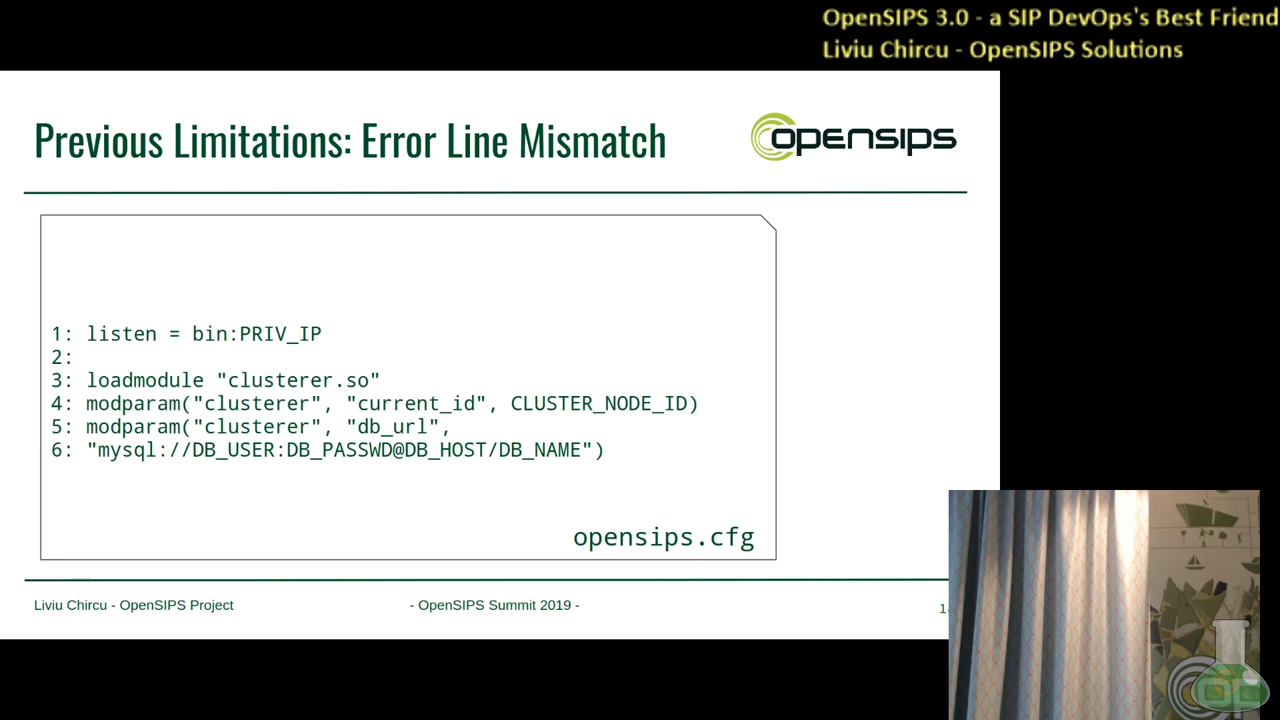 OpenSIPS 3.0 - a SIP DevOps's Best Friend
Liviu Chircu - OpenSIPS Solutions
Previous Limitations: Error Line Mismatch
opensips
1: listen = bin:PRIV_IP
2:
3: loadmodule "clusterer.so"
4: modparam("clusterer", "current_id", CLUSTER_NODE_ID)
5: modparam("clusterer", "db_url",
6: "mysql://DB_USER:DB_PASSWD@DB_HOST/DB_NAME")
opensips.cfg
Liviu Chircu - OpenSIPS Project
- OpenSIPS Summit 2019 -